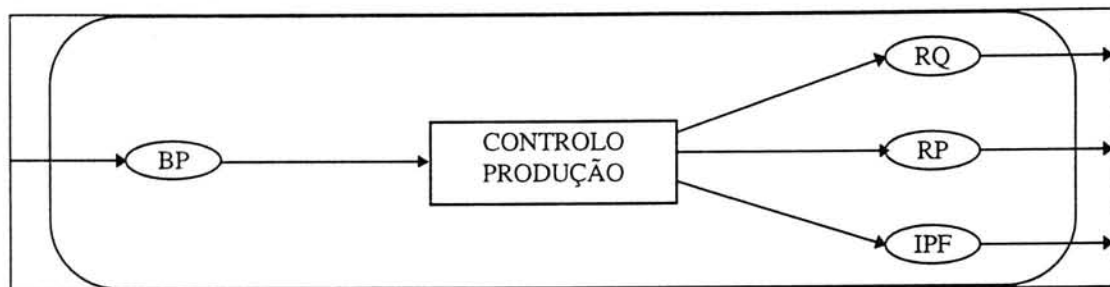 RQ
BP
CONTROLO
PRODUÇÃO
RP
IPF